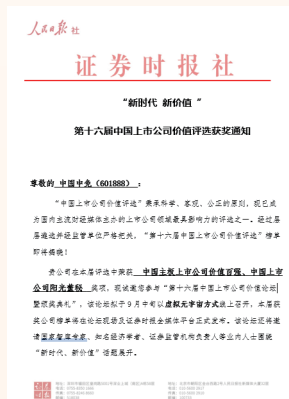 人民日报社
证券时报社
“新时代 新价值 ”
第十六届中国上市公司价值评选获奖通知
尊敬的 中国中免（601888） ：
“中国上市公司价值评选”秉承科学、客观、公正的原则，现已成
为国内主流财经媒体主办的上市公司领域最具影响力的评选之一。经过层
层遴选并经监管单位严格把关，“第十六届中国上市公司价值评选”榜单
即将揭晓！
贵公司在本届评选中荣获 中国主板上市公司价值百强、中国上市
公司阳光董秘 奖项，现诚邀您参与“第十六届中国上市公司价值论坛
暨颁奖典礼”，该论坛拟于 9 月中旬以虚拟元宇宙方式线上召开，本届获
奖公司榜单将在论坛现场及证券时报全媒体平台正式发布。该论坛还将邀
请国家智库专家、知名经济学者、证券监管机构负责人等业内人士围绕
“新时代、新价值”话题展开。